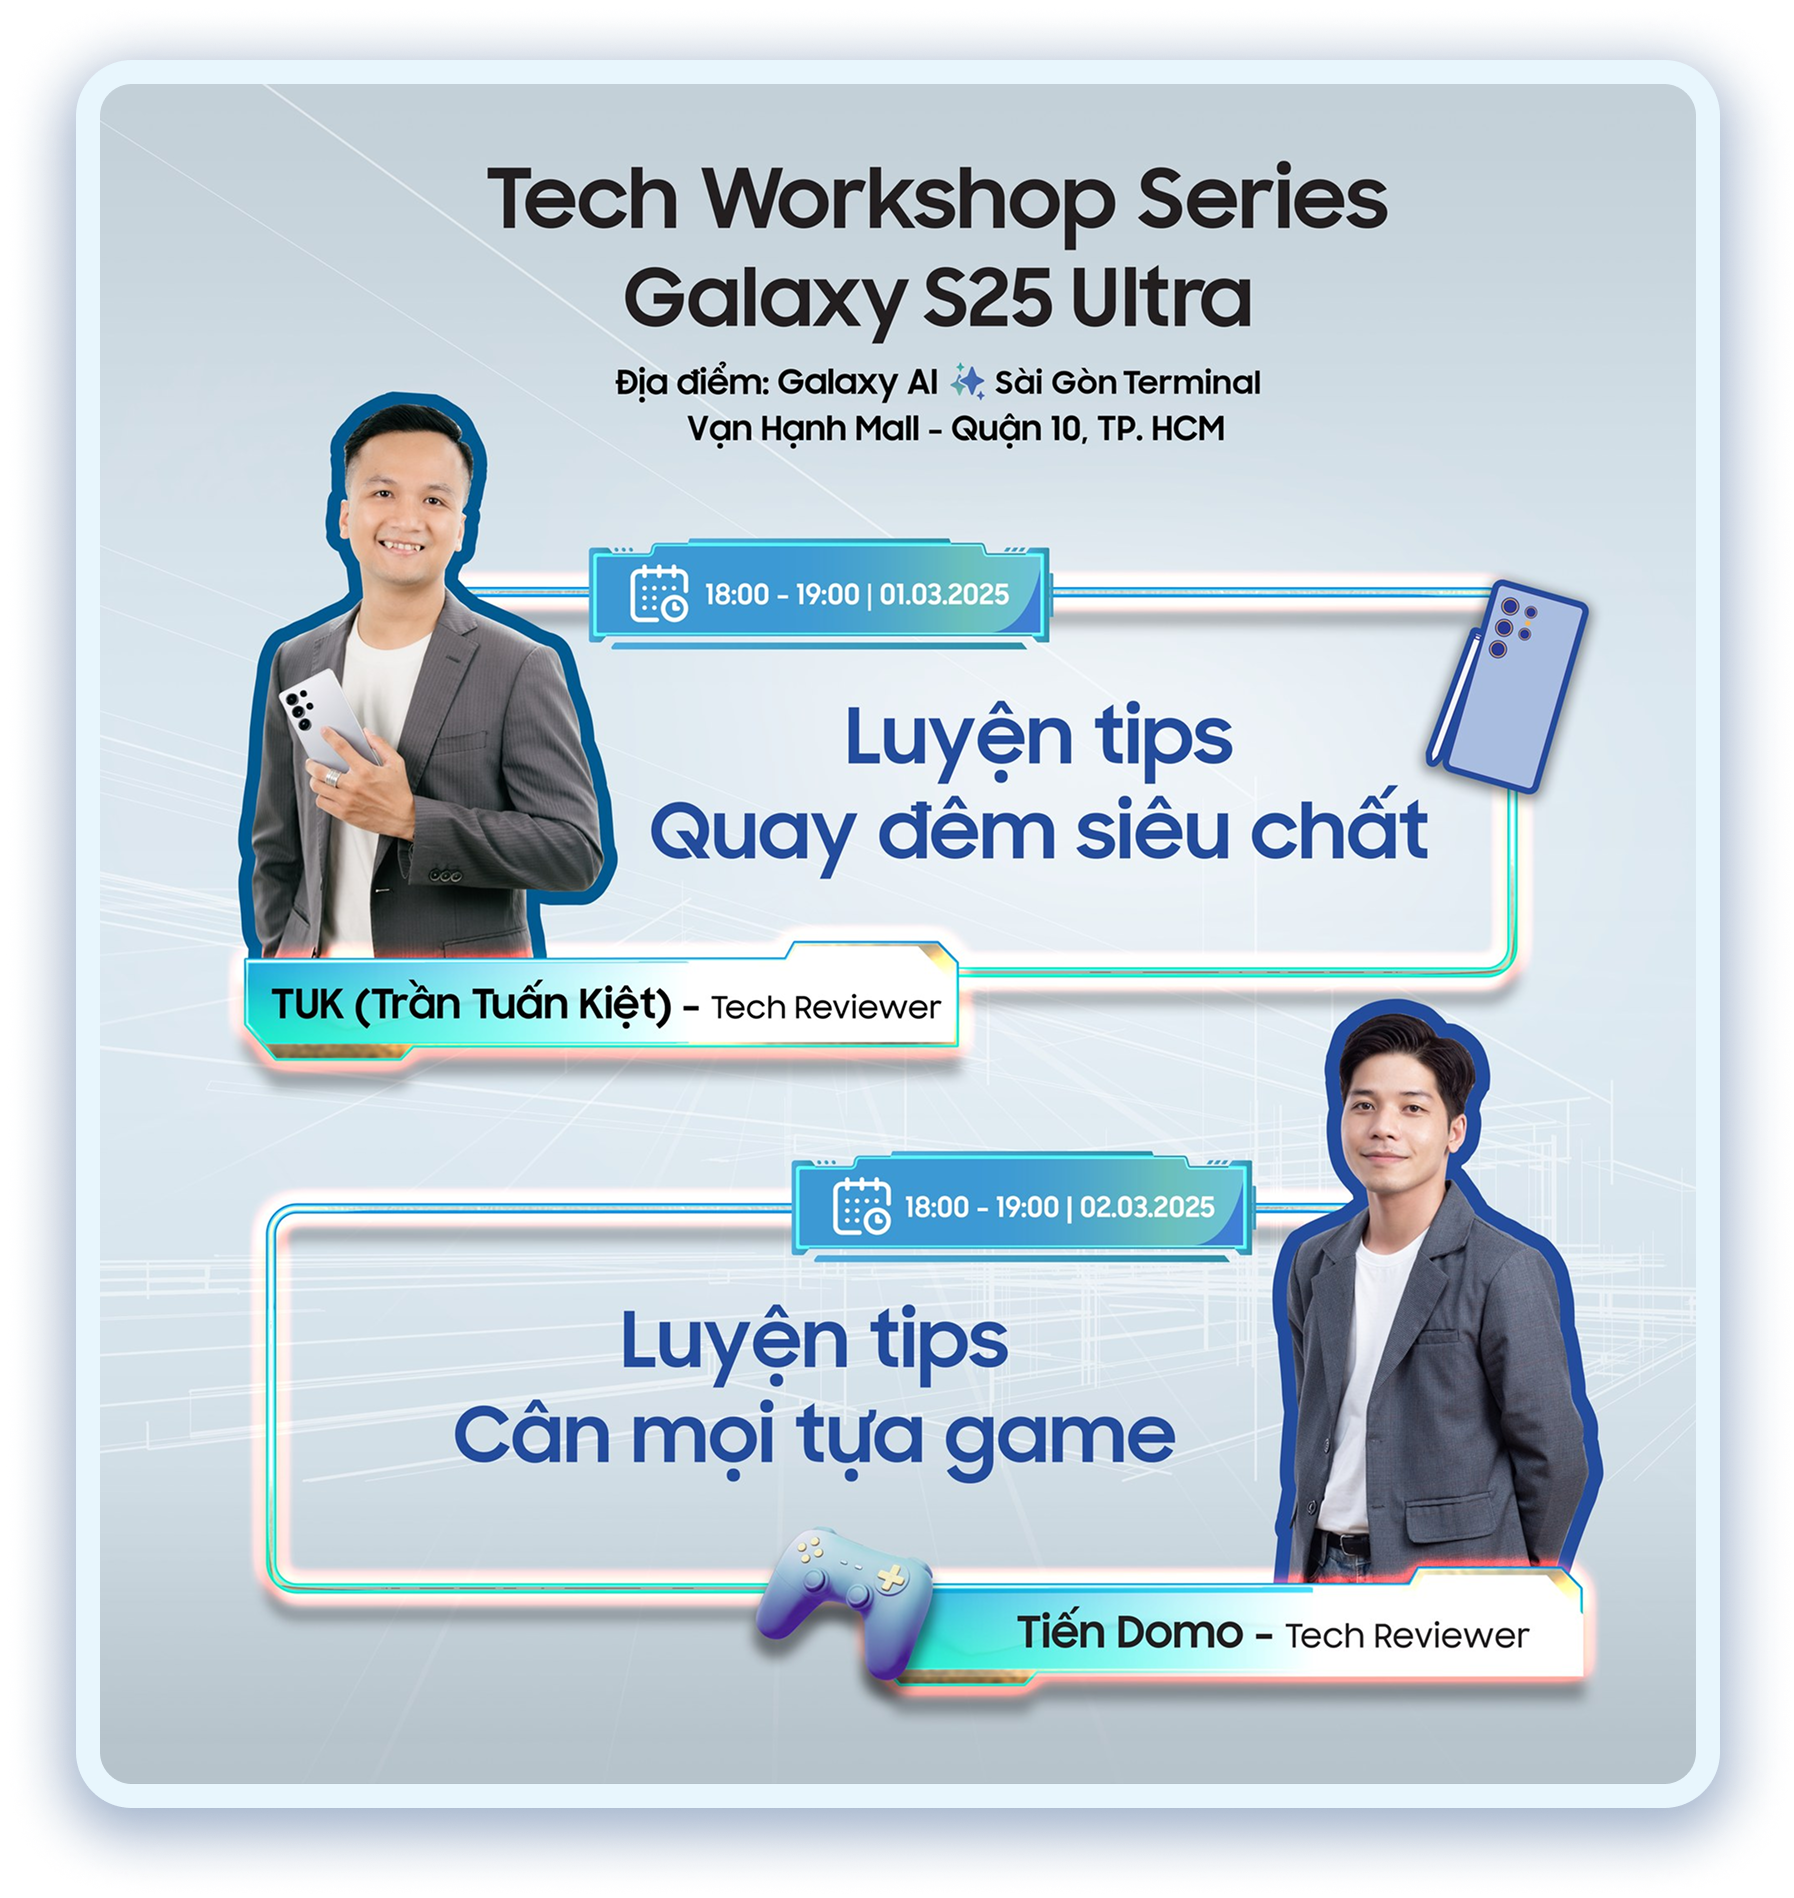 Tech Workshop Series
Galaxy S25 Ultra
Địa điểm: Galaxy AI ✨ Sài Gòn Terminal
Vạn Hạnh Mall - Quận 10, TP. HCM
18:00 - 19:00 | 01.03.2025
Luyện tips
Quay đêm siêu chất
TUK (Trần Tuấn Kiệt) - Tech Reviewer
18:00 - 19:00 | 02.03.2025
Luyện tips
Cân mọi tựa game
Tiến Domo - Tech Reviewer